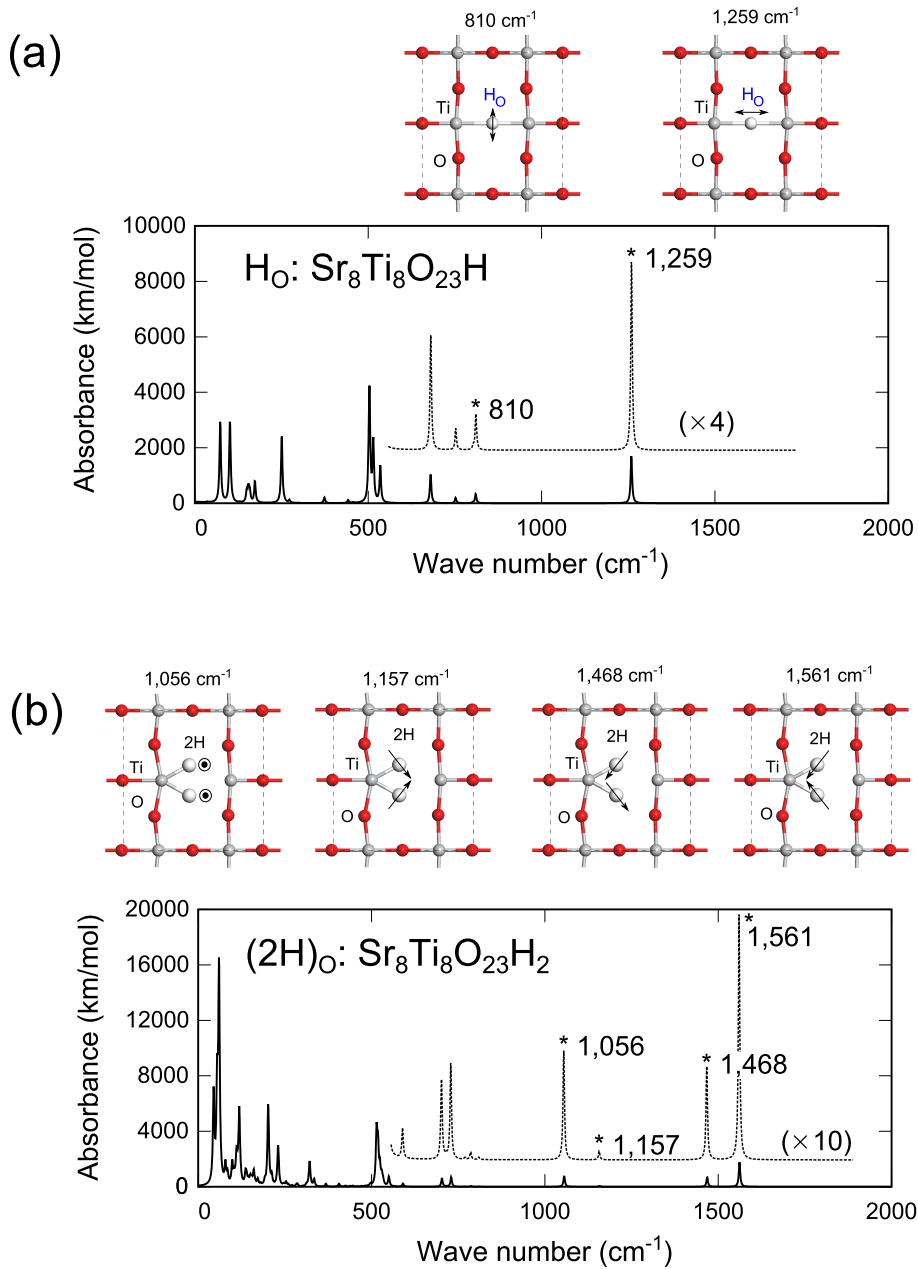 (a)
810 cm⁻¹ 1,259 cm⁻¹
Ti H_O Ti H_O
O O
10000
8000
6000
4000
2000
0
Absorbance (km/mol)
H_O: Sr₈Ti₈O₂₃H
* 1,259
* 810
(×4)
0 500 1000 1500 2000
Wave number (cm⁻¹)
(b)
1,056 cm⁻¹ 1,157 cm⁻¹ 1,468 cm⁻¹ 1,561 cm⁻¹
2H 2H 2H 2H
Ti Ti Ti Ti
O O O O
20000
16000
12000
8000
4000
0
Absorbance (km/mol)
(2H)_O: Sr₈Ti₈O₂₃H₂
* 1,561
* 1,056
* 1,468
* 1,157
(×10)
0 500 1000 1500 2000
Wave number (cm⁻¹)